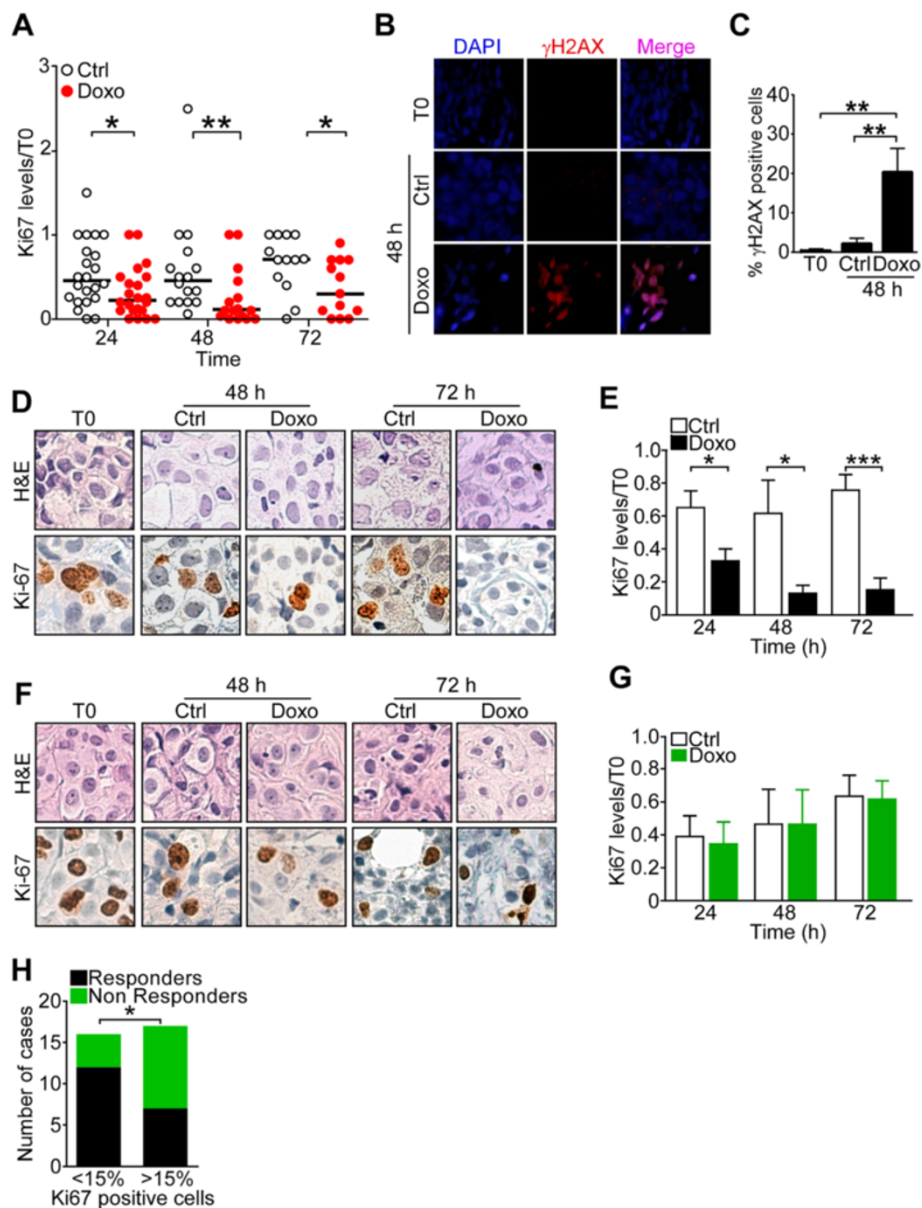 A
Ctrl
Doxo
Ki67 levels/T0
3
2
1
0
*
**
*
24
48
72
Time
B
DAPI
γH2AX
Merge
T0
48 h
Ctrl
Doxo
C
% γH2AX positive cells
40
30
20
10
0
**
**
T0
Ctrl Doxo
48 h
D
T0
48 h
72 h
Ctrl
Doxo
Ctrl
Doxo
H&E
Ki-67
E
Ctrl
Doxo
Ki67 levels/T0
1.0
0.8
0.6
0.4
0.2
0
*
*
***
24
48
72
Time (h)
F
T0
48 h
72 h
Ctrl
Doxo
Ctrl
Doxo
H&E
Ki-67
G
Ctrl
Doxo
Ki67 levels/T0
1.0
0.8
0.6
0.4
0.2
0
24
48
72
Time (h)
H
Responders
Non Responders
Number of cases
20
15
10
5
0
*
<15%
>15%
Ki67 positive cells